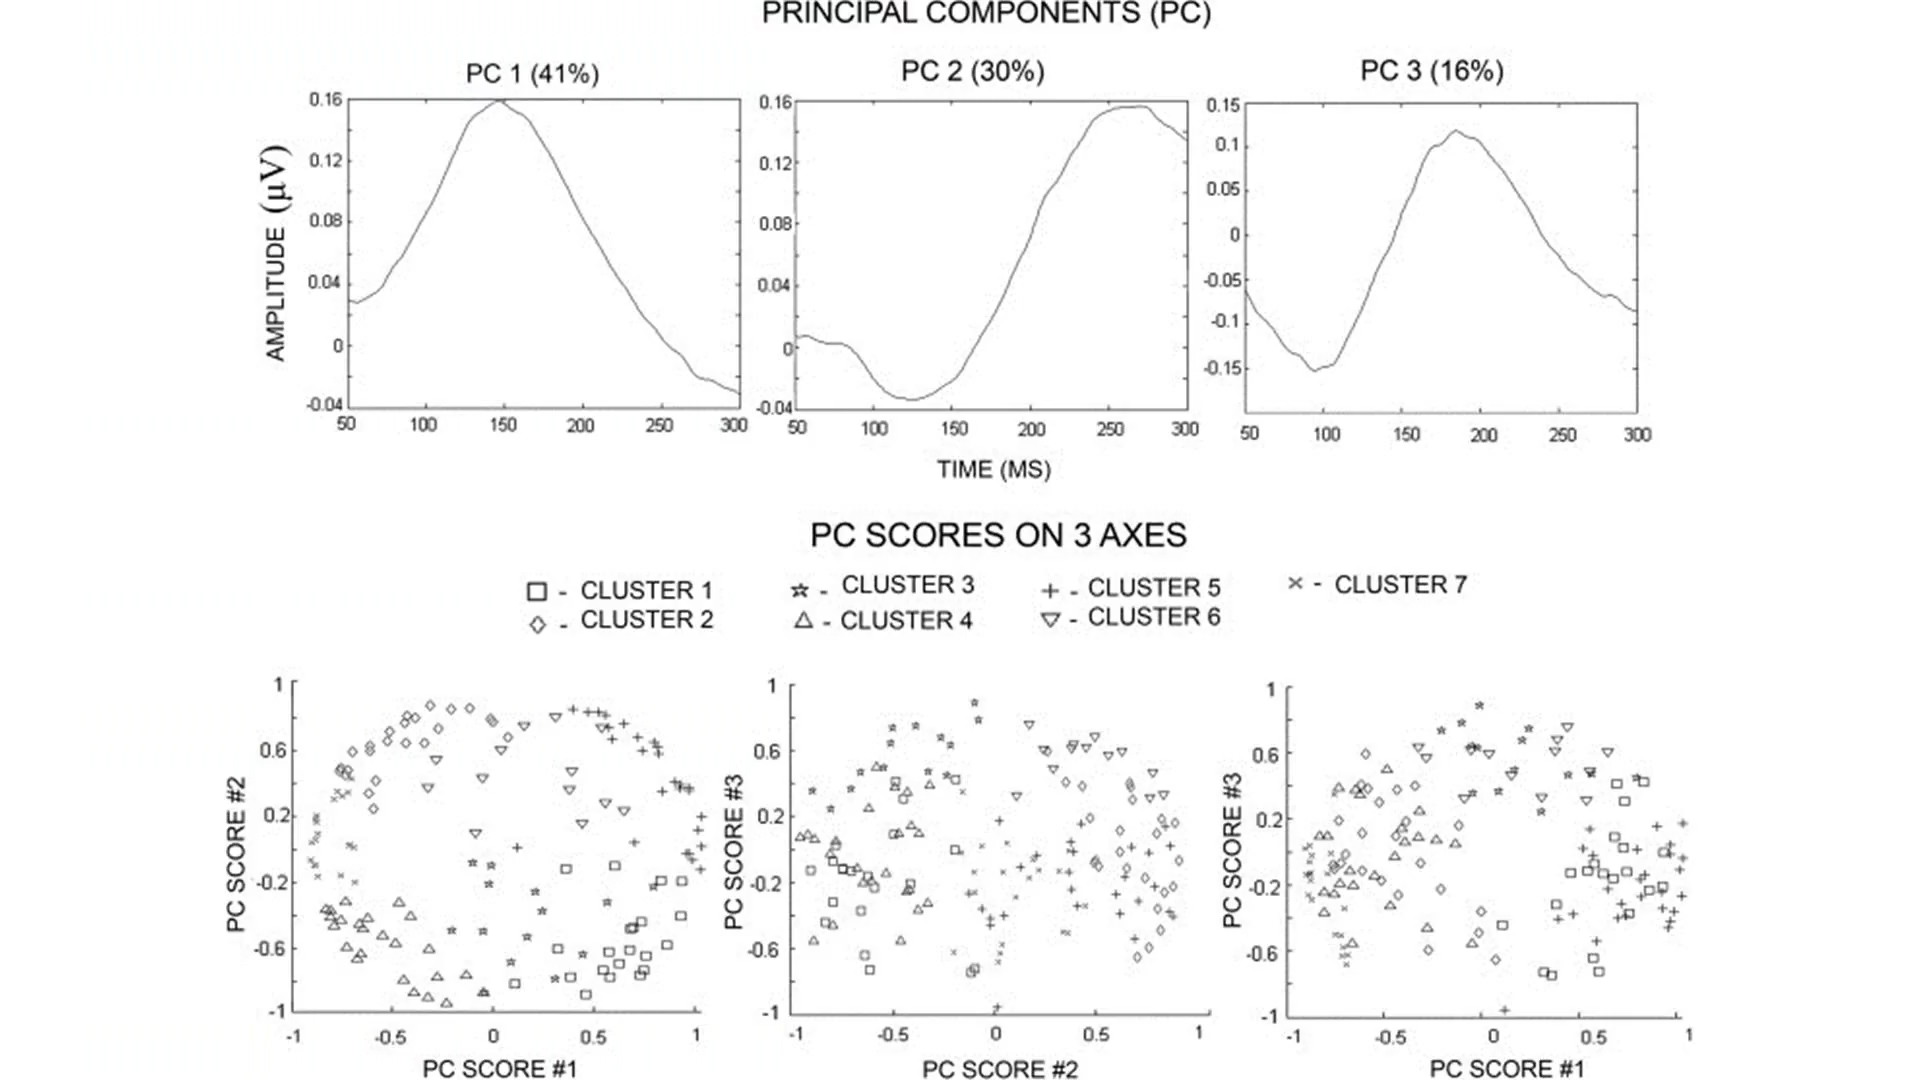 PRINCIPAL COMPONENTS (PC)
PC 1 (41%)
PC 2 (30%)
PC 3 (16%)
AMPLITUDE (μV)
0.16
0.12
0.08
0.04
0
-0.04
50 100 150 200 250 300
0.16
0.12
0.08
0.04
0
-0.04
50 100 150 200 250 300
0.15
0.1
0.05
0
-0.05
-0.1
-0.15
50 100 150 200 250 300
TIME (MS)
PC SCORES ON 3 AXES
- CLUSTER 1
- CLUSTER 3
- CLUSTER 5
- CLUSTER 7
- CLUSTER 2
- CLUSTER 4
- CLUSTER 6
PC SCORE #2
1
0.6
0.2
-0.2
-0.6
-1
-1 -0.5 0 0.5 1
PC SCORE #1
PC SCORE #3
1
0.6
0.2
-0.2
-0.6
-1
-1 -0.5 0 0.5 1
PC SCORE #2
PC SCORE #3
1
0.6
0.2
-0.2
-0.6
-1
-1 -0.5 0 0.5 1
PC SCORE #1